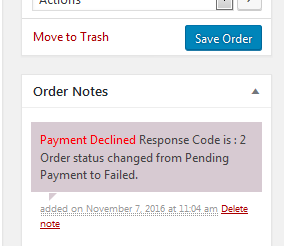 Actions
Move to Trash
Save Order
Order Notes
Payment Declined Response Code is : 2
Order status changed from Pending
Payment to Failed.
added on November 7, 2016 at 11:04 am Delete
note